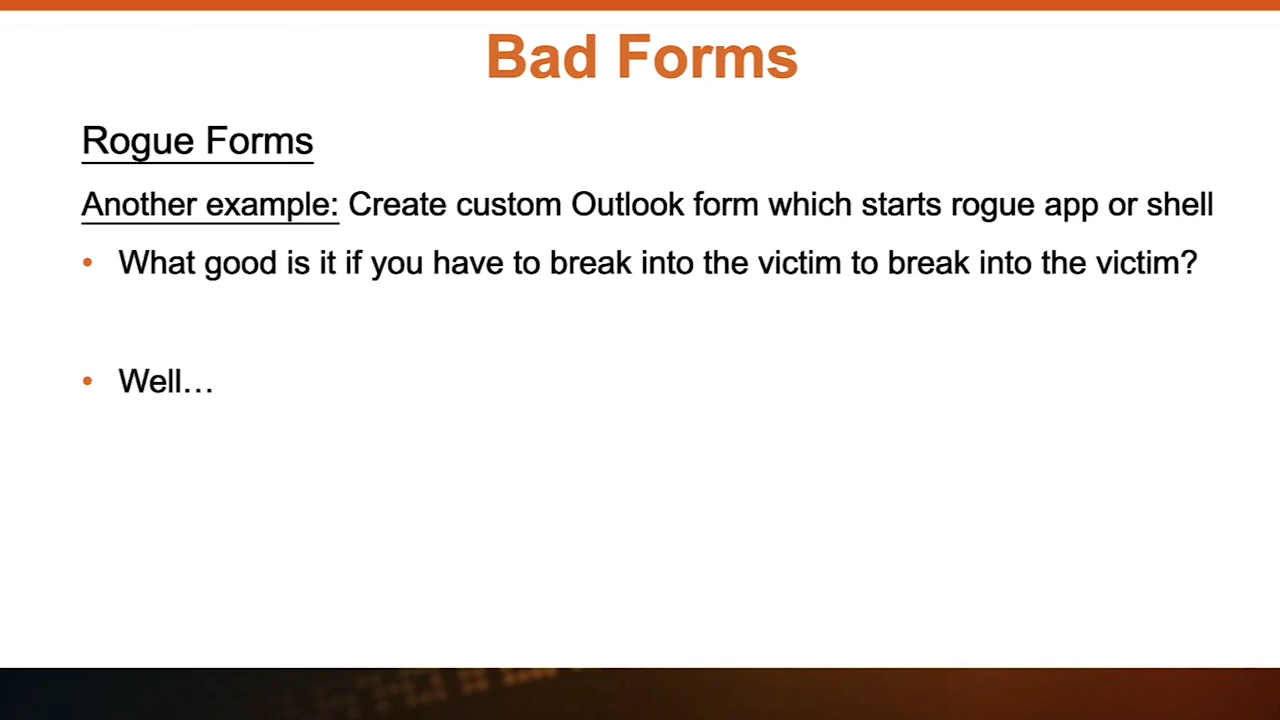 Bad Forms
Rogue Forms
Another example: Create custom Outlook form which starts rogue app or shell
• What good is it if you have to break into the victim to break into the victim?
• Well…